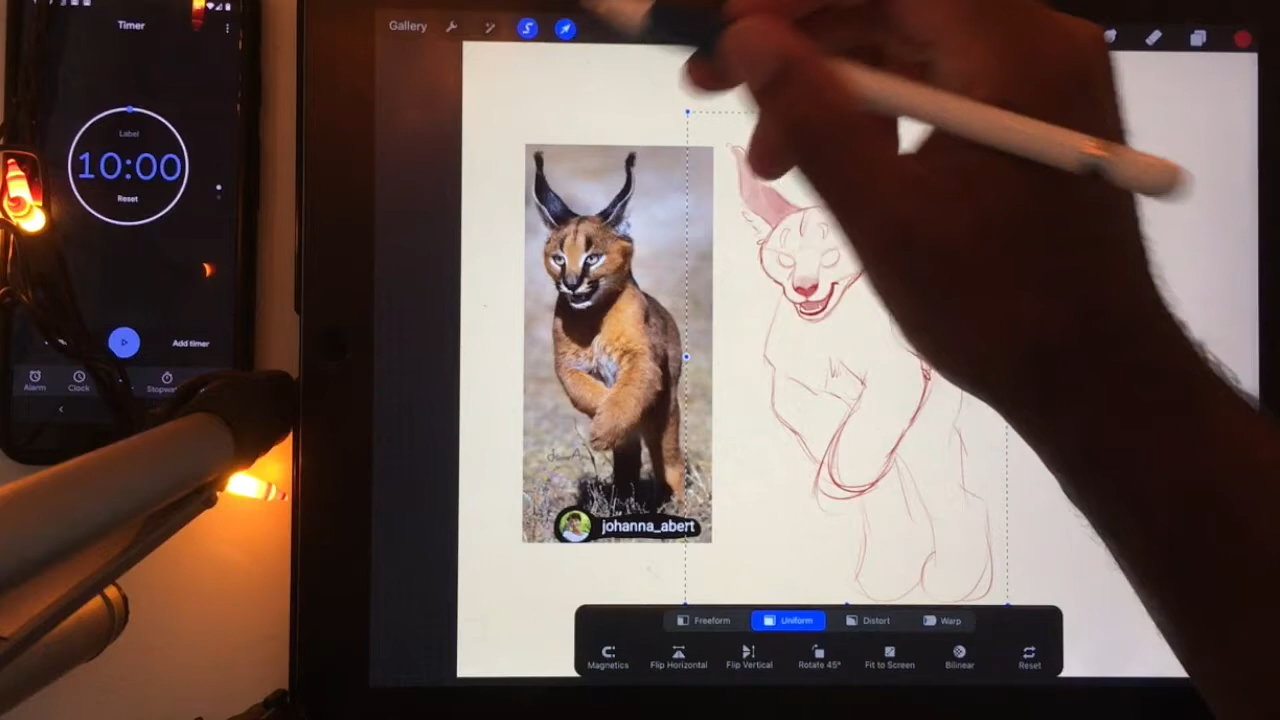 Timer
Label
10:00
Reset
Add timer
Alarm
Clock
Gallery
S
johanna_abert
Freeform
Uniform
Distort
Warp
Magnetics
Flip Horizontal
Flip Vertical
Rotate 45°
Fit to Screen
Bilinear
Reset